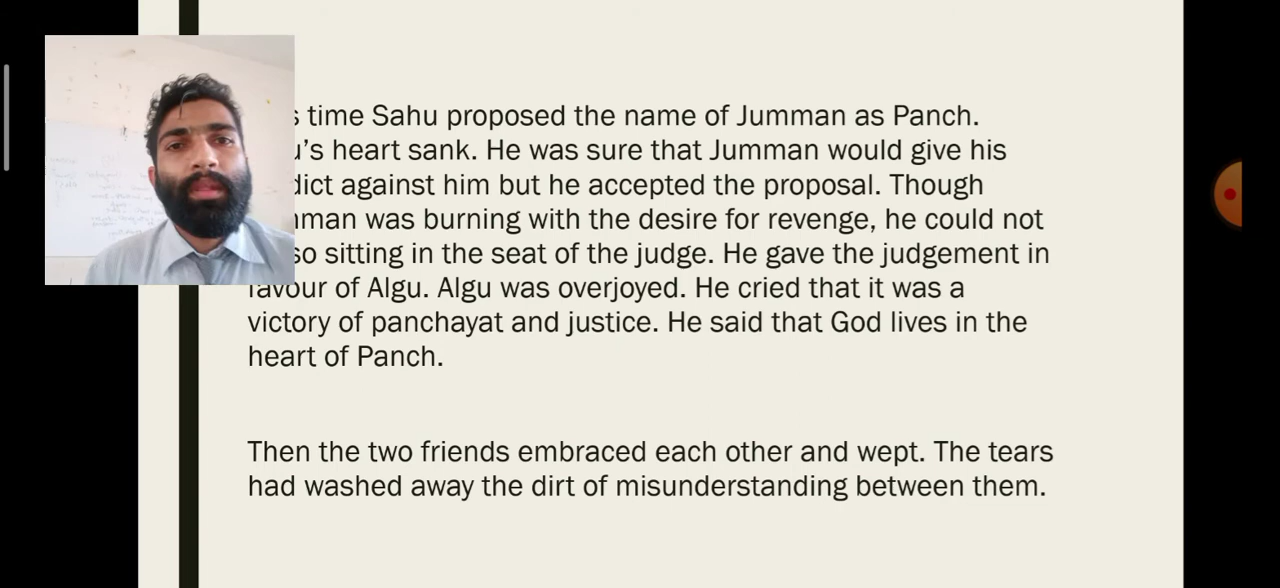 time Sahu proposed the name of Jumman as Panch.
heart sank. He was sure that Jumman would give his
against him but he accepted the proposal. Though
was burning with the desire for revenge, he could not
so sitting in the seat of the judge. He gave the judgement in
favour of Algu. Algu was overjoyed. He cried that it was a
victory of panchayat and justice. He said that God lives in the
heart of Panch.
Then the two friends embraced each other and wept. The tears
had washed away the dirt of misunderstanding between them.